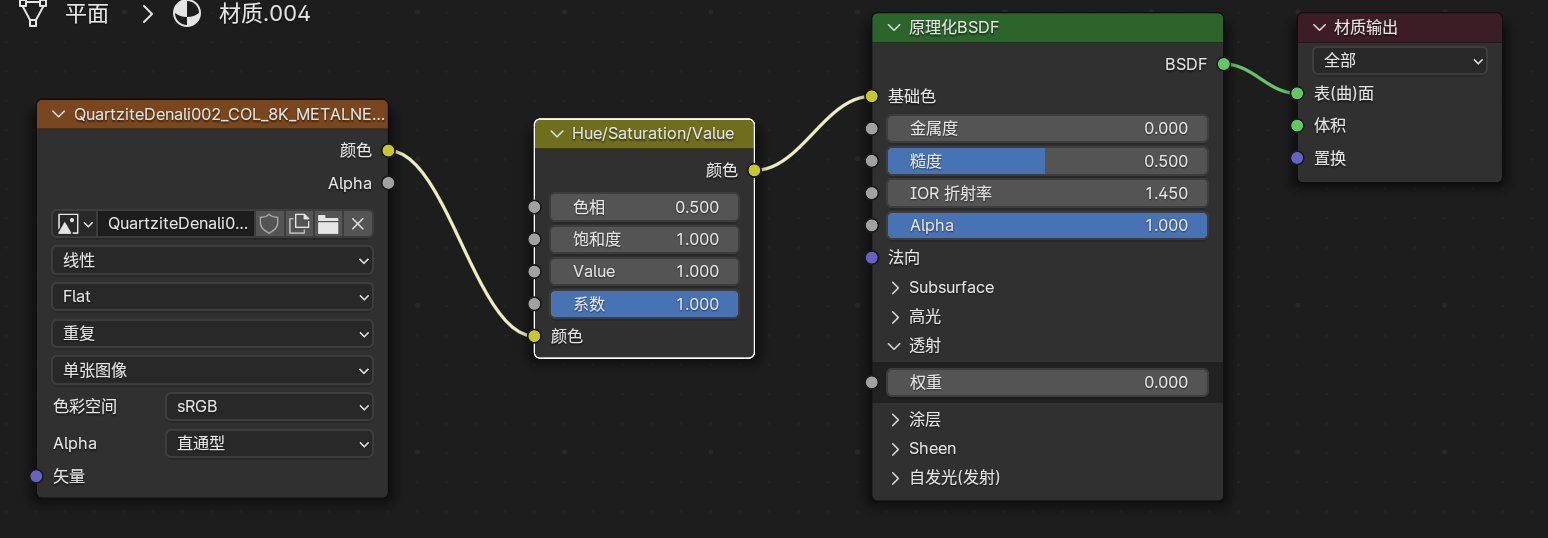 平面 > 材质.004
QuartziteDenali002_COL_8K_METALNE...
颜色
Alpha
QuartziteDenali0...
线性
Flat
重复
单张图像
色彩空间 sRGB
Alpha 直通型
矢量
Hue/Saturation/Value
颜色
色相 0.500
饱和度 1.000
Value 1.000
系数 1.000
颜色
原理化BSDF
BSDF
基础色
金属度 0.000
糙度 0.500
IOR 折射率 1.450
Alpha 1.000
法向
Subsurface
高光
透射
权重 0.000
涂层
Sheen
自发光(发射)
材质输出
全部
表(曲)面
体积
置换